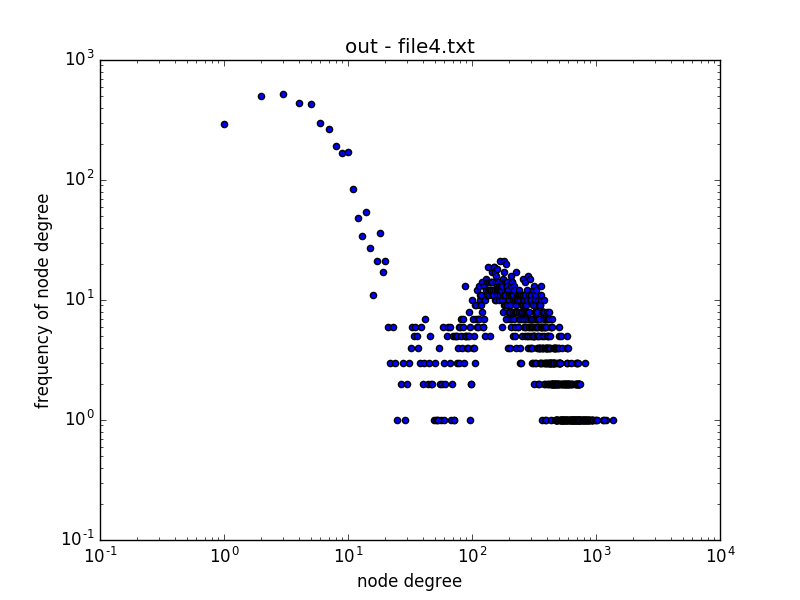 out - file4.txt
10^3
10^2
10^1
10^0
10^-1
frequency of node degree
10^-1 10^0 10^1 10^2 10^3 10^4
node degree